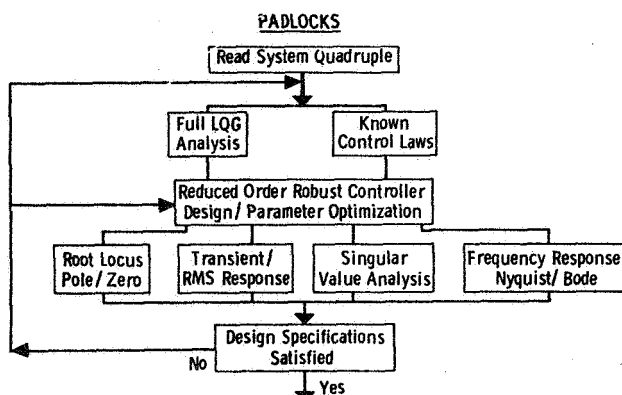 PADLOCKS
Read System Quadruple
Full LQG
Analysis
Known
Control Laws
Reduced Order Robust Controller
Design/ Parameter Optimization
Root Locus
Pole/ Zero
Transient/
RMS Response
Singular
Value Analysis
Frequency Response
Nyquist/ Bode
Design Specifications
Satisfied
No
Yes